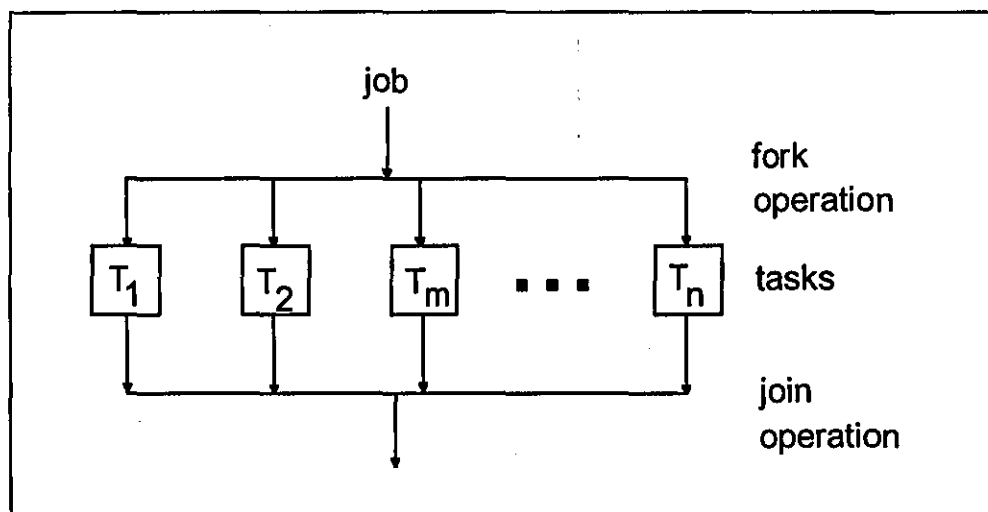 job
fork
operation
T1 T2 Tm ... Tn tasks
join
operation